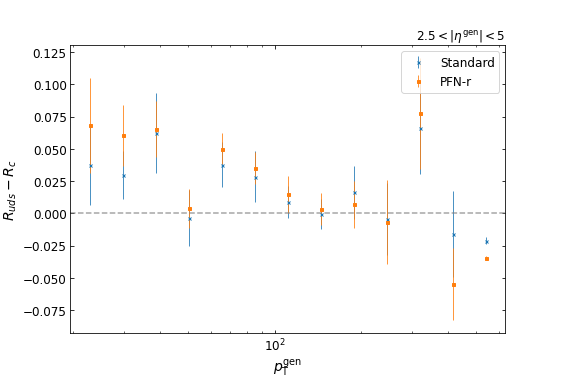 2.5 < |η^gen| < 5
0.125
0.100
0.075
0.050
0.025
0.000
−0.025
−0.050
−0.075
R_uds − R_c
Standard
PFN-r
10^2
p_T^gen